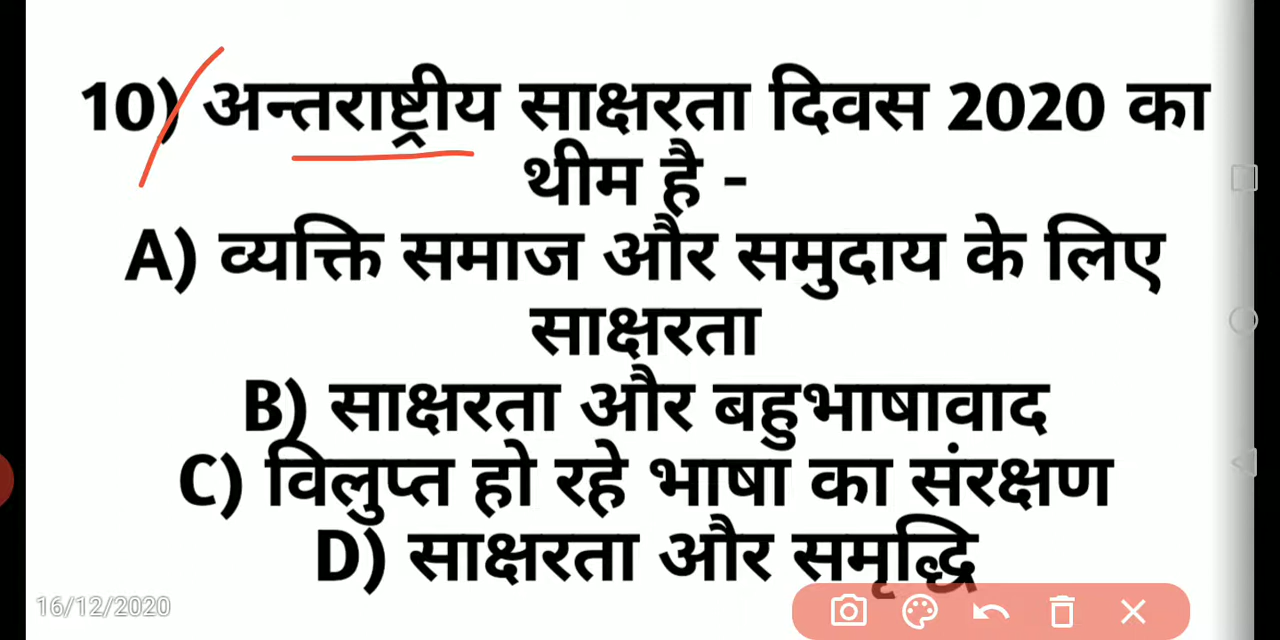 10) अन्तराष्ट्रीय साक्षरता दिवस 2020 का
थीम है -
A) व्यक्ति समाज और समुदाय के लिए
साक्षरता
B) साक्षरता और बहुभाषावाद
C) विलुप्त हो रहे भाषा का संरक्षण
D) साक्षरता और समृद्धि
16/12/2020